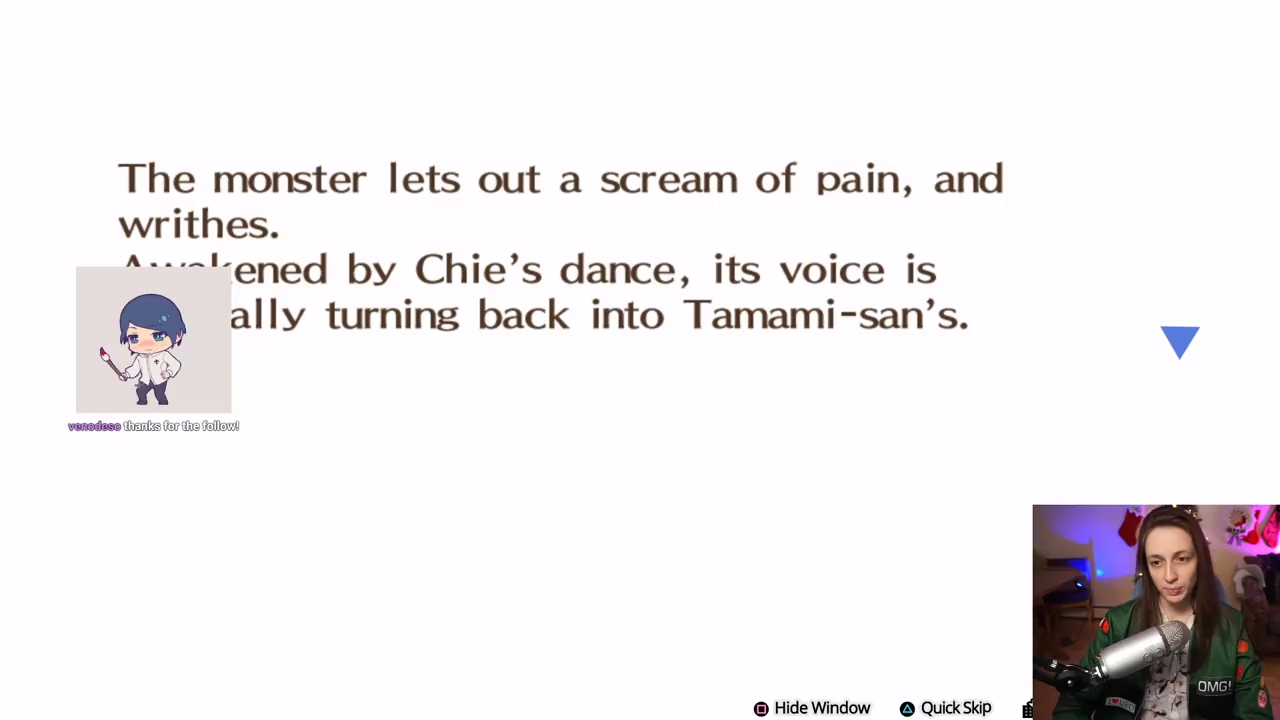 The monster lets out a scream of pain, and
writhes.
Awakened by Chie's dance, its voice is
ally turning back into Tamami-san's.
venodeso thanks for the follow!
OMG!
Hide Window Quick Skip